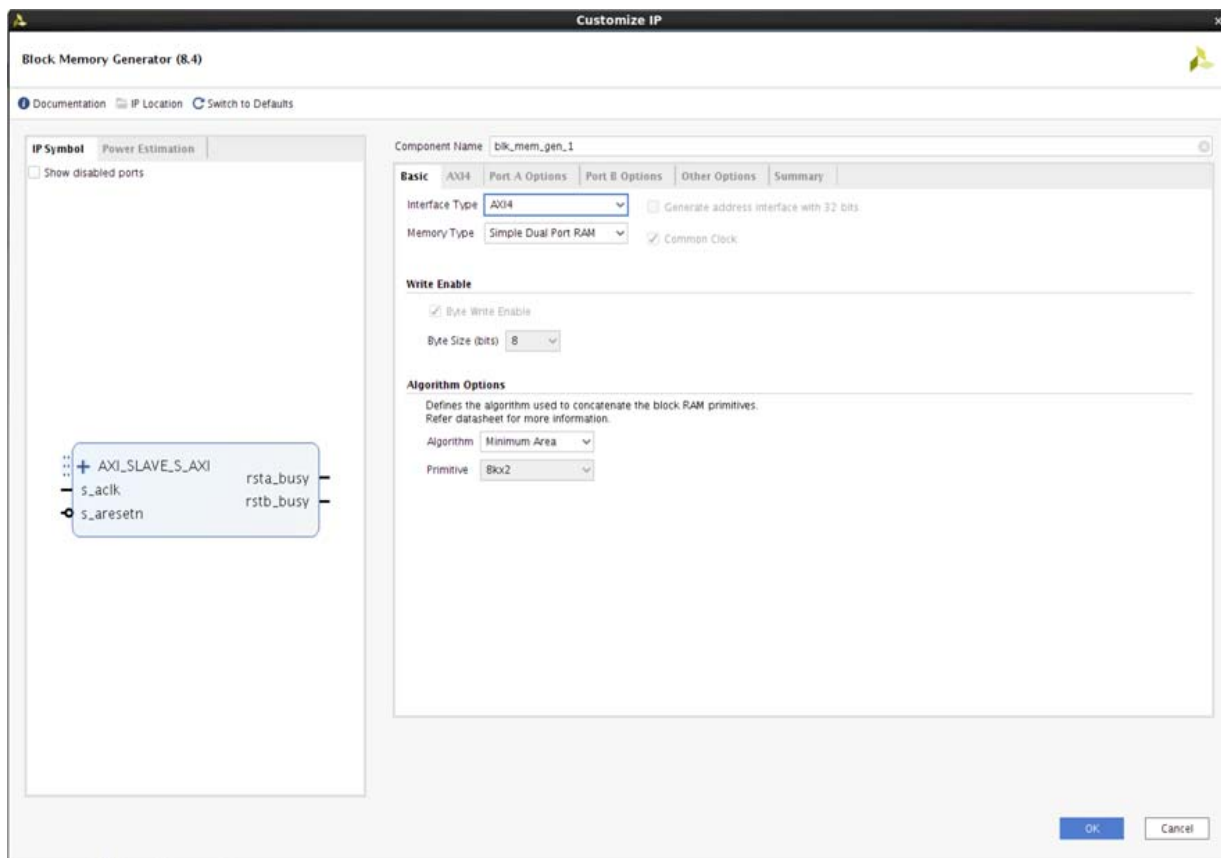 Customize IP
Block Memory Generator (8.4)
Documentation IP Location Switch to Defaults
IP Symbol Power Estimation
Show disabled ports
AXI_SLAVE_S_AXI
s_aclk
s_aresetn
rsta_busy
rstb_busy
Component Name blk_mem_gen_1
Basic AXI4 Port A Options Port B Options Other Options Summary
Interface Type AXI4 Generate address interface with 32 bits
Memory Type Simple Dual Port RAM Common Clock
Write Enable
Byte Write Enable
Byte Size (bits) 8
Algorithm Options
Defines the algorithm used to concatenate the block RAM primitives.
Refer datasheet for more information.
Algorithm Minimum Area
Primitive 8kx2
OK Cancel